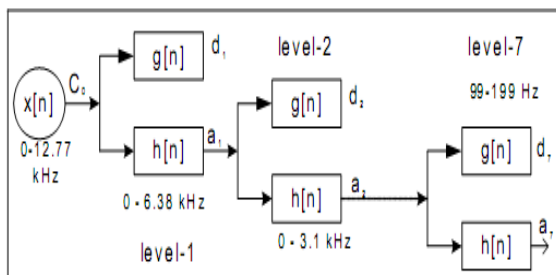 g[n] d₁ level-2 level-7
C₀
x[n] g[n] d₂ 99-199 Hz
0-12.77 kHz
h[n] a₁ g[n] d₇
0 - 6.38 kHz h[n] a₂
level-1 0 - 3.1 kHz h[n] a₇